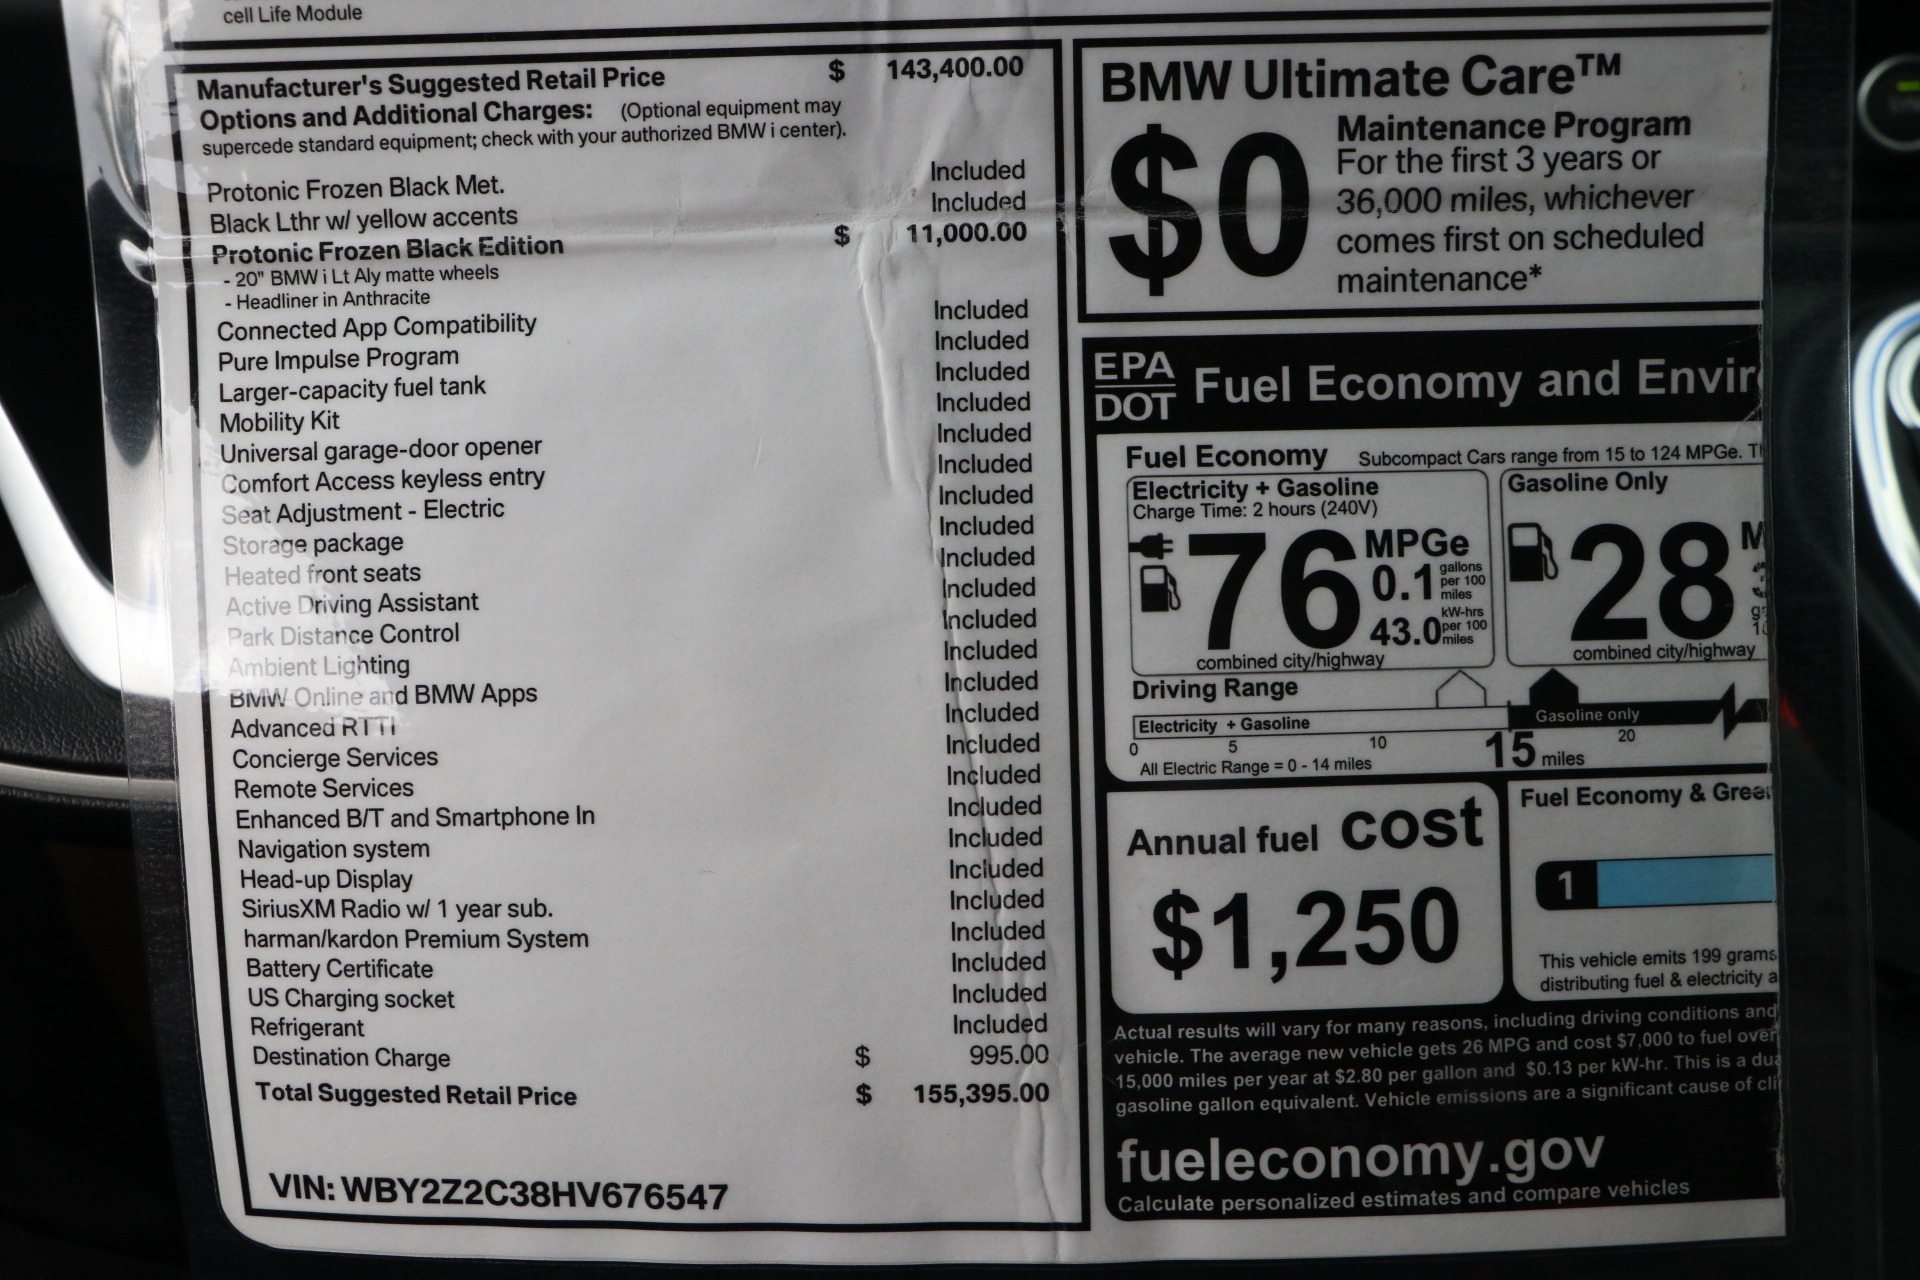 cell Life Module
Manufacturer's Suggested Retail Price $ 143,400.00
Options and Additional Charges: (Optional equipment may
supercede standard equipment; check with your authorized BMW i center).
Protonic Frozen Black Met. Included
Black Lthr w/ yellow accents Included
Protonic Frozen Black Edition $ 11,000.00
- 20" BMW i Lt Aly matte wheels
- Headliner in Anthracite
Connected App Compatibility Included
Pure Impulse Program Included
Larger-capacity fuel tank Included
Mobility Kit Included
Universal garage-door opener Included
Comfort Access keyless entry Included
Seat Adjustment - Electric Included
Storage package Included
Heated front seats Included
Active Driving Assistant Included
Park Distance Control Included
Ambient Lighting Included
BMW Online and BMW Apps Included
Advanced RTTI Included
Concierge Services Included
Remote Services Included
Enhanced B/T and Smartphone In Included
Navigation system Included
Head-up Display Included
SiriusXM Radio w/ 1 year sub. Included
harman/kardon Premium System Included
Battery Certificate Included
US Charging socket Included
Refrigerant Included
Destination Charge $ 995.00
Total Suggested Retail Price $ 155,395.00
VIN: WBY2Z2C38HV676547
BMW Ultimate Care™
$0
Maintenance Program
For the first 3 years or
36,000 miles, whichever
comes first on scheduled
maintenance*
EPA
DOT
Fuel Economy and Envir
Fuel Economy Subcompact Cars range from 15 to 124 MPGe.
Electricity + Gasoline
Charge Time: 2 hours (240V)
76 MPGe
0.1 gallons per 100 miles
43.0 kW-hrs per 100 miles
combined city/highway
Gasoline Only
28
combined city/highway
Driving Range
Electricity + Gasoline
Gasoline only
0 5 10 15 miles 20
All Electric Range = 0 - 14 miles
Annual fuel cost
$1,250
Fuel Economy & Gree
1
This vehicle emits 199 grams
distributing fuel & electricity a
Actual results will vary for many reasons, including driving conditions and
vehicle. The average new vehicle gets 26 MPG and cost $7,000 to fuel over
15,000 miles per year at $2.80 per gallon and $0.13 per kW-hr. This is a dua
gasoline gallon equivalent. Vehicle emissions are a significant cause of cli
fueleconomy.gov
Calculate personalized estimates and compare vehicles